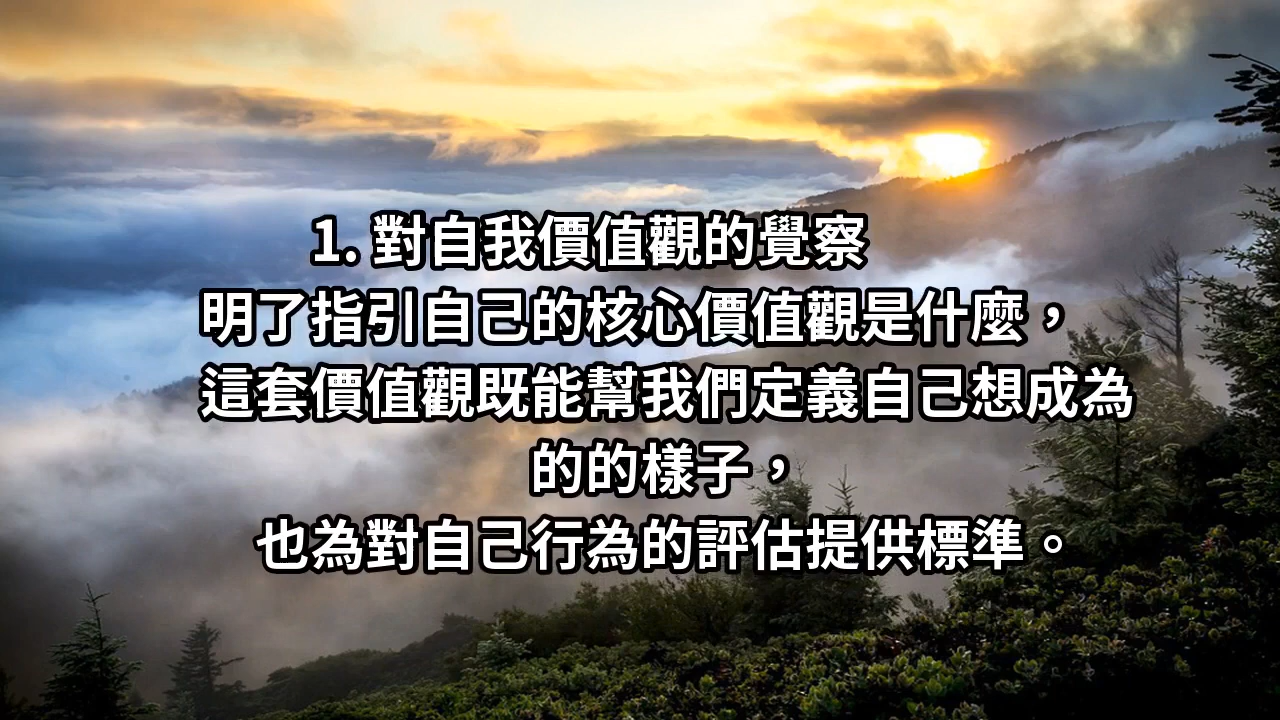 1. 對自我價值觀的覺察
明了指引自己的核心價值觀是什麼，
這套價值觀既能幫我們定義自己想成為
的的樣子，
也為對自己行為的評估提供標準。